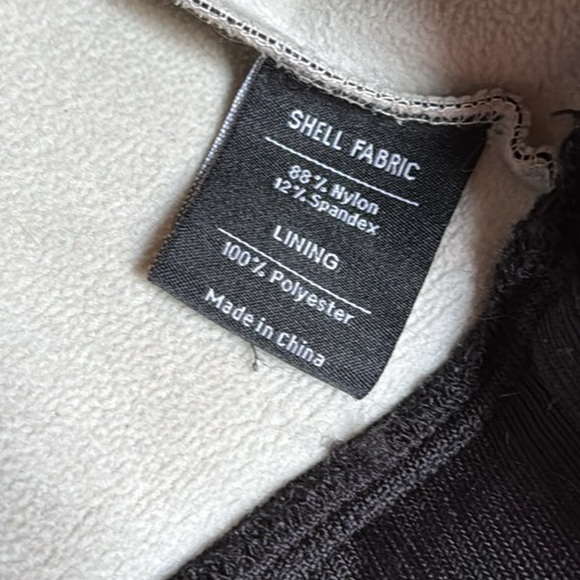 SHELL FABRIC
88% Nylon
12% Spandex
LINING
100% Polyester
Made in China